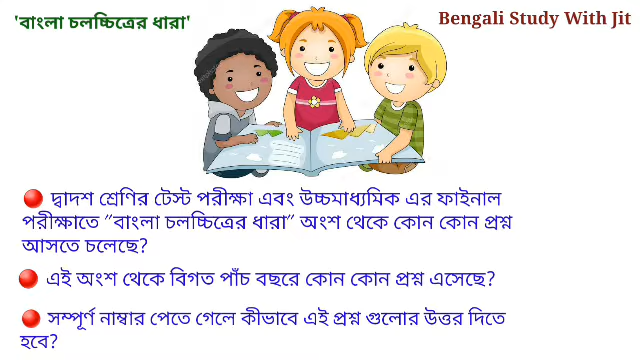 'বাংলা চলচ্চিত্রের ধারা'
Bengali Study With Jit
দ্বাদশ শ্রেণির টেস্ট পরীক্ষা এবং উচ্চমাধ্যমিক এর ফাইনাল
পরীক্ষাতে "বাংলা চলচ্চিত্রের ধারা" অংশ থেকে কোন কোন প্রশ্ন
আসতে চলেছে?
এই অংশ থেকে বিগত পাঁচ বছরে কোন কোন প্রশ্ন এসেছে?
সম্পূর্ণ নাম্বার পেতে গেলে কীভাবে এই প্রশ্ন গুলোর উত্তর দিতে
হবে?